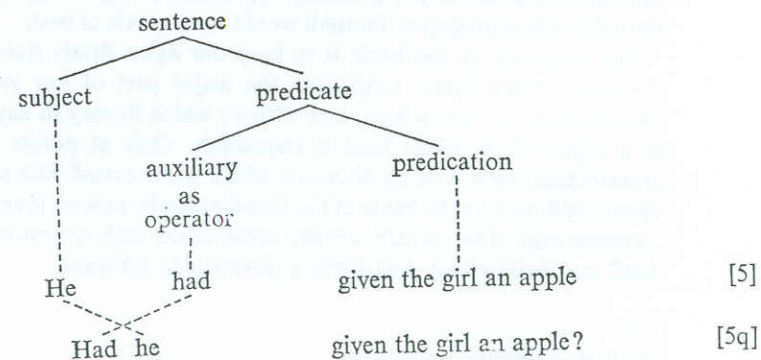 sentence
subject predicate
auxiliary predication
as
operator
He had given the girl an apple [5]
Had he given the girl an apple? [5q]